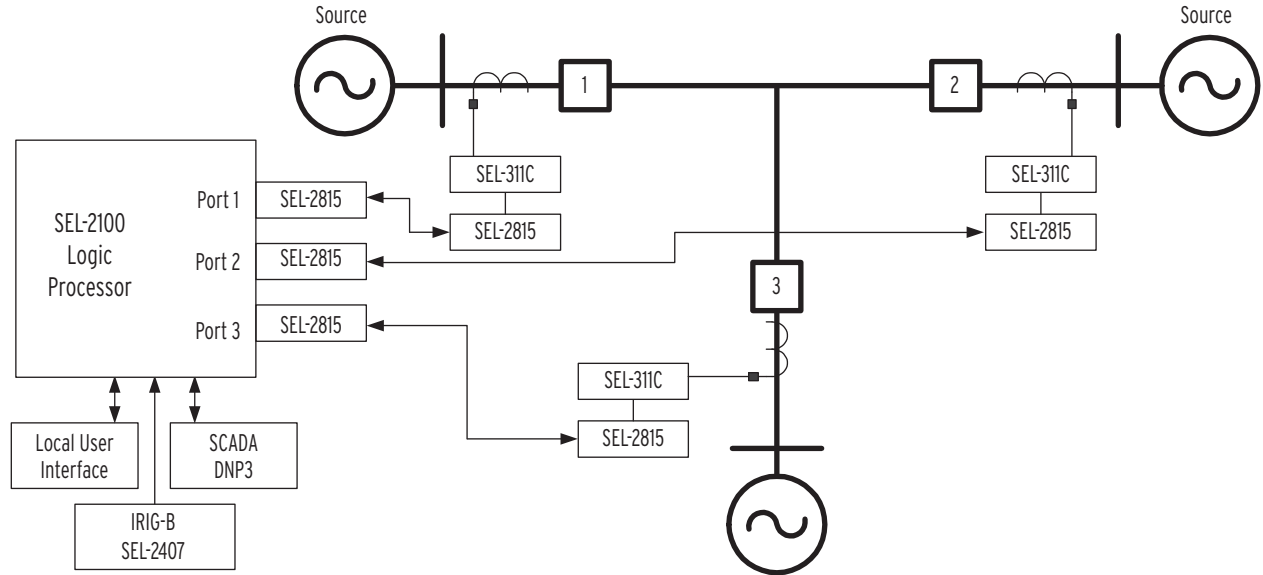 Source
Source
1
2
SEL-2100
Logic
Processor
Port 1
SEL-2815
Port 2
SEL-2815
Port 3
SEL-2815
SEL-311C
SEL-2815
SEL-311C
SEL-2815
3
SEL-311C
SEL-2815
Local User
Interface
SCADA
DNP3
IRIG-B
SEL-2407